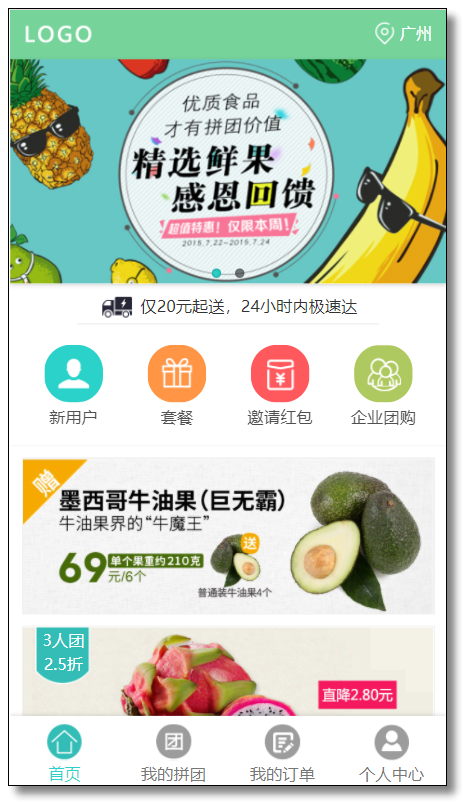 LOGO
广州
优质食品
才有拼团价值
精选鲜果
感恩回馈
超值特惠！仅限本周！
2015.7.22-2015.7.24
仅20元起送，24小时内极速达
新用户
套餐
邀请红包
企业团购
赠
墨西哥牛油果（巨无霸）
牛油果界的“牛魔王”
送
69
单个果重约210克
元/6个
普通装牛油果4个
3人团
2.5折
直降2.80元
团
首页
我的拼团
我的订单
个人中心